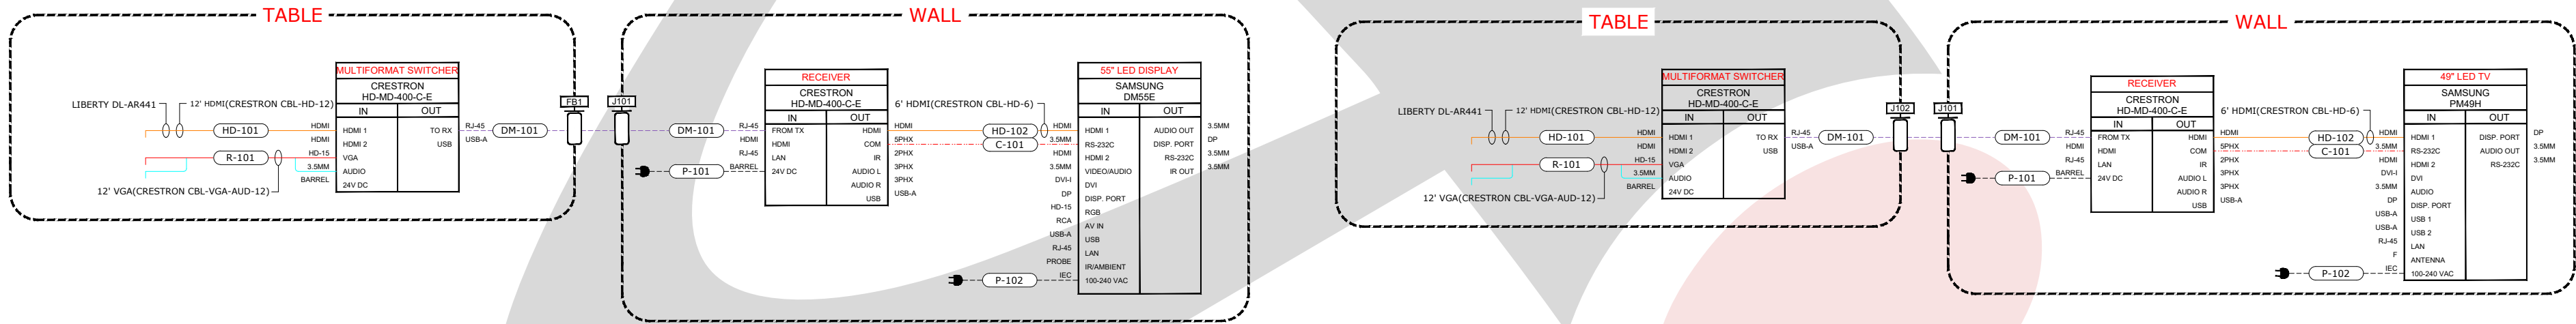 TABLE
LIBERTY DL-AR441
12' HDMI(CRESTRON CBL-HD-12)
HD-101
R-101
12' VGA(CRESTRON CBL-VGA-AUD-12)
HDMI
HDMI
HD-15
3.5MM
BARREL
MULTIFORMAT SWITCHER
CRESTRON
HD-MD-400-C-E
IN OUT
HDMI 1 TO RX
HDMI 2 USB
VGA
AUDIO
24V DC
RJ-45
USB-A
DM-101
FB1
WALL
J101
DM-101
P-101
RJ-45
HDMI
RJ-45
BARREL
RECEIVER
CRESTRON
HD-MD-400-C-E
IN OUT
FROM TX HDMI
HDMI COM
LAN IR
24V DC AUDIO L
AUDIO R
USB
HDMI
5PHX
2PHX
3PHX
3PHX
USB-A
6' HDMI(CRESTRON CBL-HD-6)
HD-102
C-101
P-102
HDMI
3.5MM
HDMI
3.5MM
DVI-I
DP
HD-15
RCA
USB-A
RJ-45
PROBE
IEC
55" LED DISPLAY
SAMSUNG
DM55E
IN OUT
HDMI 1 AUDIO OUT
RS-232C DISP. PORT
HDMI 2 RS-232C
VIDEO/AUDIO IR OUT
DVI
DISP. PORT
RGB
AV IN
USB
LAN
IR/AMBIENT
100-240 VAC
3.5MM
DP
3.5MM
3.5MM
TABLE
LIBERTY DL-AR441
12' HDMI(CRESTRON CBL-HD-12)
HD-101
R-101
12' VGA(CRESTRON CBL-VGA-AUD-12)
HDMI
HDMI
HD-15
3.5MM
BARREL
MULTIFORMAT SWITCHER
CRESTRON
HD-MD-400-C-E
IN OUT
HDMI 1 TO RX
HDMI 2 USB
VGA
AUDIO
24V DC
RJ-45
USB-A
DM-101
J102
WALL
J101
DM-101
P-101
RJ-45
HDMI
RJ-45
BARREL
RECEIVER
CRESTRON
HD-MD-400-C-E
IN OUT
FROM TX HDMI
HDMI COM
LAN IR
24V DC AUDIO L
AUDIO R
USB
HDMI
5PHX
2PHX
3PHX
3PHX
USB-A
6' HDMI(CRESTRON CBL-HD-6)
HD-102
C-101
P-102
HDMI
3.5MM
HDMI
DVI-I
3.5MM
DP
USB-A
USB-A
RJ-45
F
IEC
49" LED TV
SAMSUNG
PM49H
IN OUT
HDMI 1 DISP. PORT
RS-232C AUDIO OUT
HDMI 2 RS-232C
DVI
AUDIO
DISP. PORT
USB 1
USB 2
LAN
ANTENNA
100-240 VAC
DP
3.5MM
3.5MM